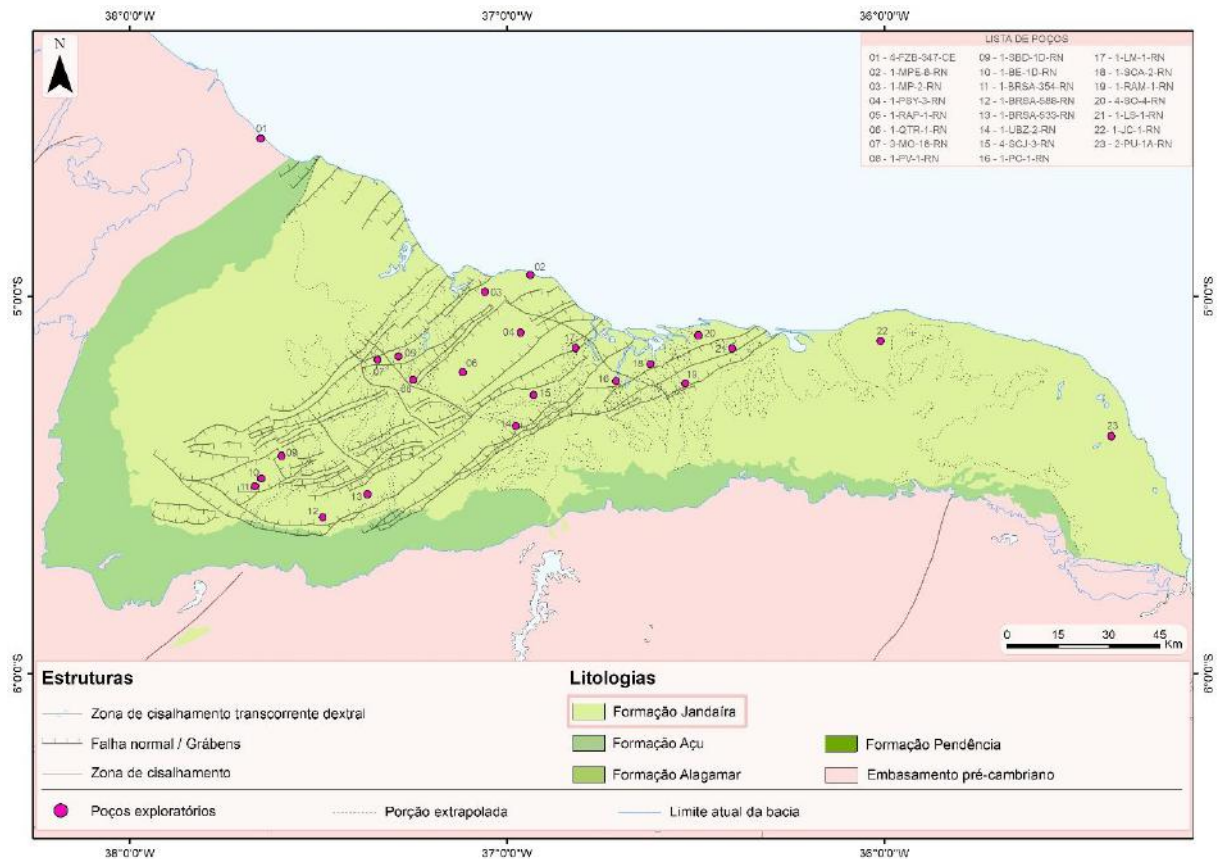 38°0'0"W 37°0'0"W 36°0'0"W
N
LISTA DE POÇOS
01 - 4-FZB-347-CE 09 - 1-SBD-1D-RN 17 - 1-LM-1-RN
02 - 1-MPE-8-RN 10 - 1-BE-1D-RN 18 - 1-SCA-2-RN
03 - 1-MP-2-RN 11 - 1-BRSA-354-RN 19 - 1-RAM-1-RN
04 - 1-PSY-3-RN 12 - 1-BRSA-588-RN 20 - 4-SO-4-RN
05 - 1-RAP-1-RN 13 - 1-BRSA-533-RN 21 - 1-LS-1-RN
06 - 1-QTR-1-RN 14 - 1-UBZ-2-RN 22 - 1-JC-1-RN
07 - 3-MO-16-RN 15 - 4-SCJ-3-RN 23 - 2-PU-1A-RN
08 - 1-PV-1-RN 16 - 1-PC-1-RN
01
02
5°0'0"S 03 5°0'0"S
04 20 22
09 17 21
07 06 18
16 19
15
14 23
09
10
11 13
12
0 15 30 45
Km
6°0'0"S 6°0'0"S
Estruturas
Zona de cisalhamento transcorrente dextral
Falha normal / Grábens
Zona de cisalhamento
Litologias
Formação Jandaíra
Formação Açu Formação Pendência
Formação Alagamar Embasamento pré-cambriano
Poços exploratórios Porção extrapolada Limite atual da bacia
38°0'0"W 37°0'0"W 36°0'0"W